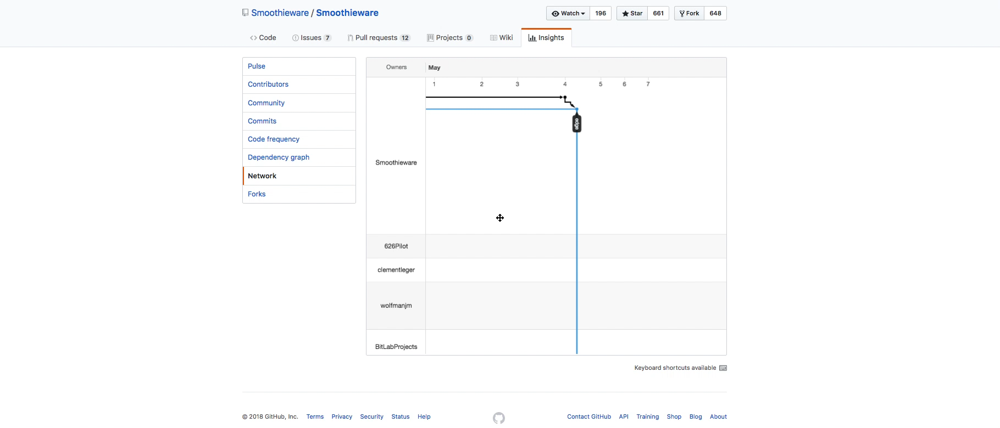 Smoothieware / Smoothieware
Watch 196 Star 661 Fork 648
Code Issues 7 Pull requests 12 Projects 0 Wiki Insights
Pulse
Contributors
Community
Commits
Code frequency
Dependency graph
Network
Forks
Owners May
1 2 3 4 5 6 7
edge
Smoothieware
626Pilot
clementleger
wolfmanjm
BitLabProjects
Keyboard shortcuts available
© 2018 GitHub, Inc. Terms Privacy Security Status Help Contact GitHub API Training Shop Blog About